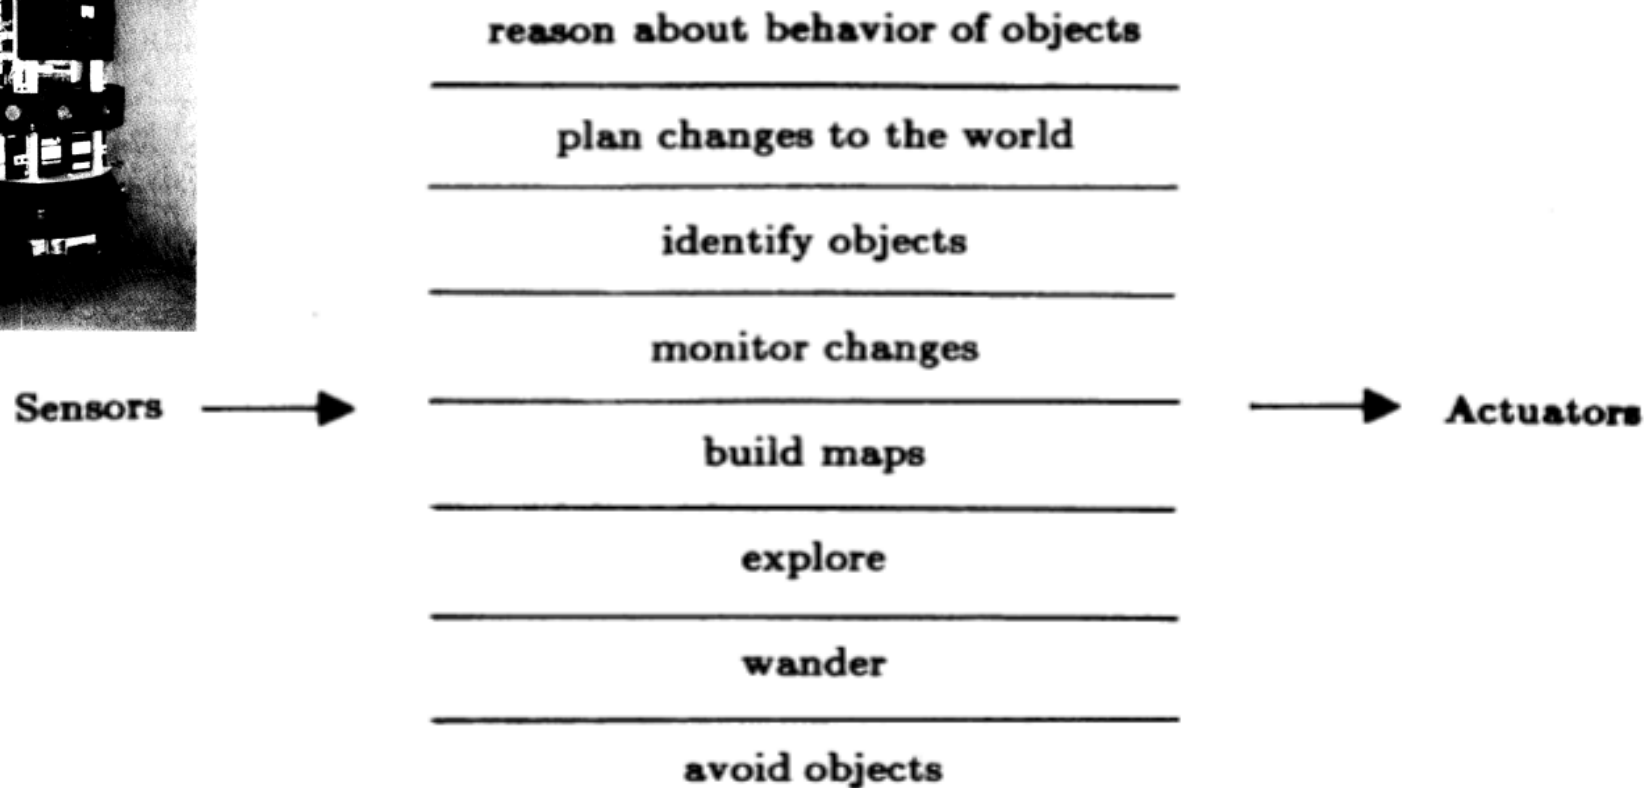 reason about behavior of objects
plan changes to the world
identify objects
monitor changes
Sensors
Actuators
build maps
explore
wander
avoid objects